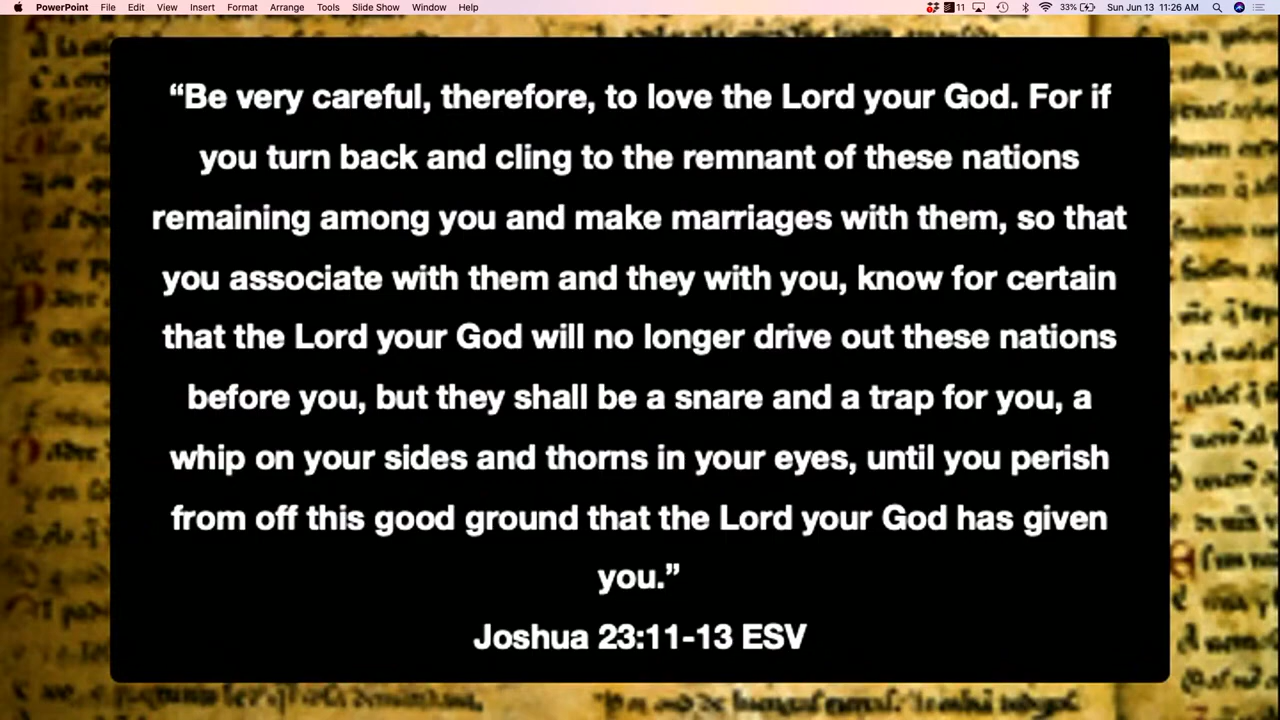 PowerPoint File Edit View Insert Format Arrange Tools Slide Show Window Help 11 33% Sun Jun 13 11:26 AM
“Be very careful, therefore, to love the Lord your God. For if
you turn back and cling to the remnant of these nations
remaining among you and make marriages with them, so that
you associate with them and they with you, know for certain
that the Lord your God will no longer drive out these nations
before you, but they shall be a snare and a trap for you, a
whip on your sides and thorns in your eyes, until you perish
from off this good ground that the Lord your God has given
you.”
Joshua 23:11-13 ESV